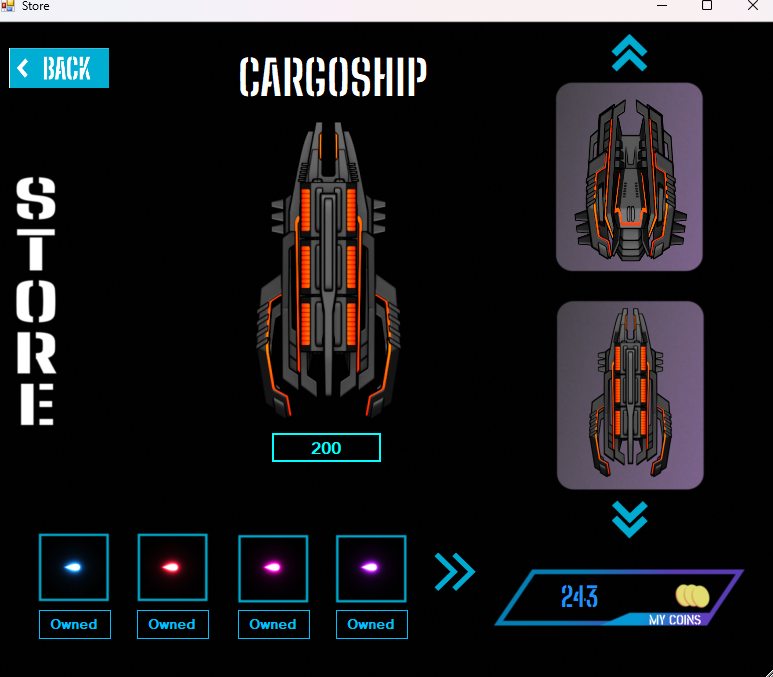 Store
BACK
CARGOSHIP
STORE
200
Owned
Owned
Owned
Owned
243
MY COINS